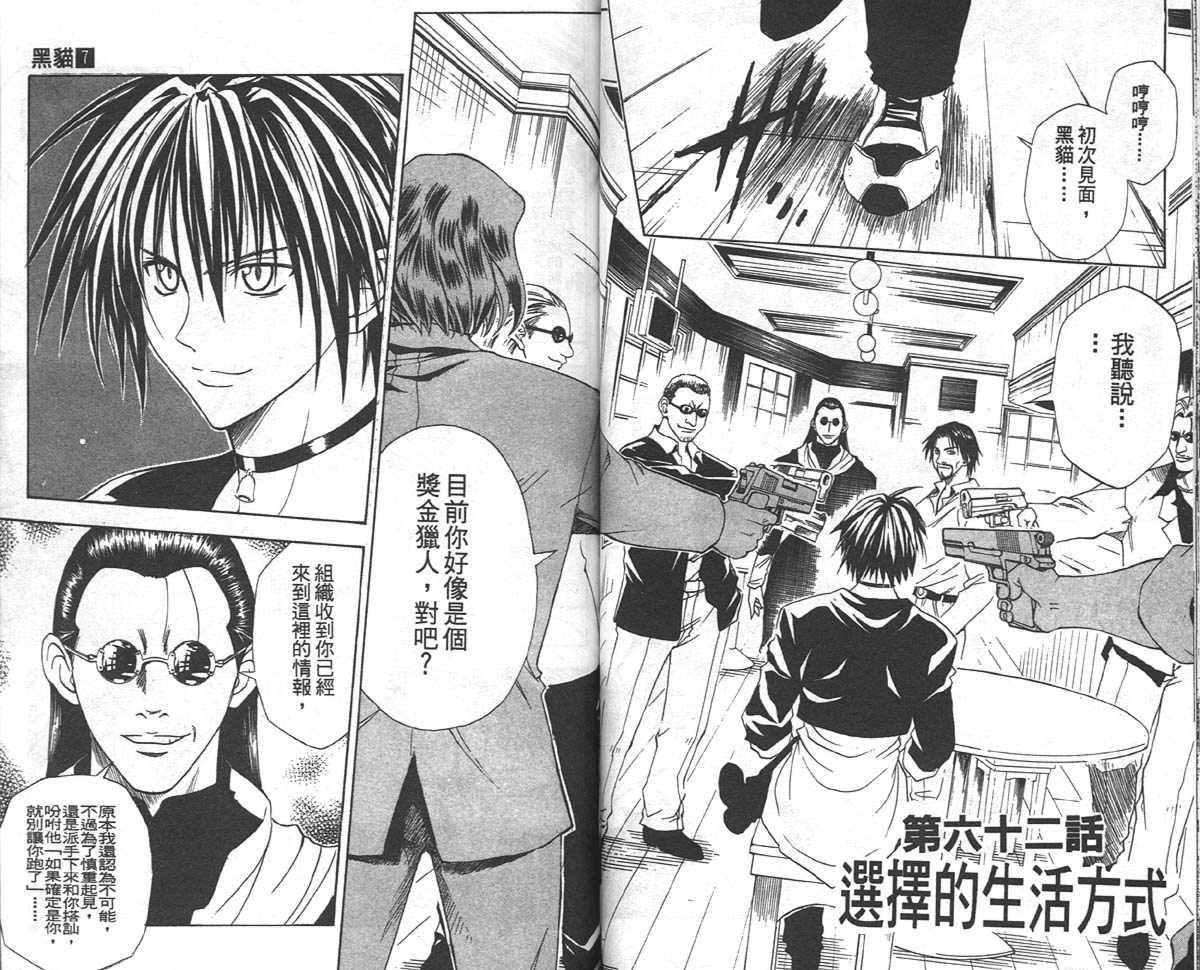 哼哼哼……
初次見面，
黑貓……
我聽說…
…
第六十二話
選擇的生活方式
黑貓7
目前你好像是個
獎金獵人，對吧？
組織收到你已經
來到這裡的情報，
原本我還認為不可能，
不過為了慎重起見，
還是派手下來和你搭訕，
吩咐他「如果確定是你，
就別讓你跑了」……